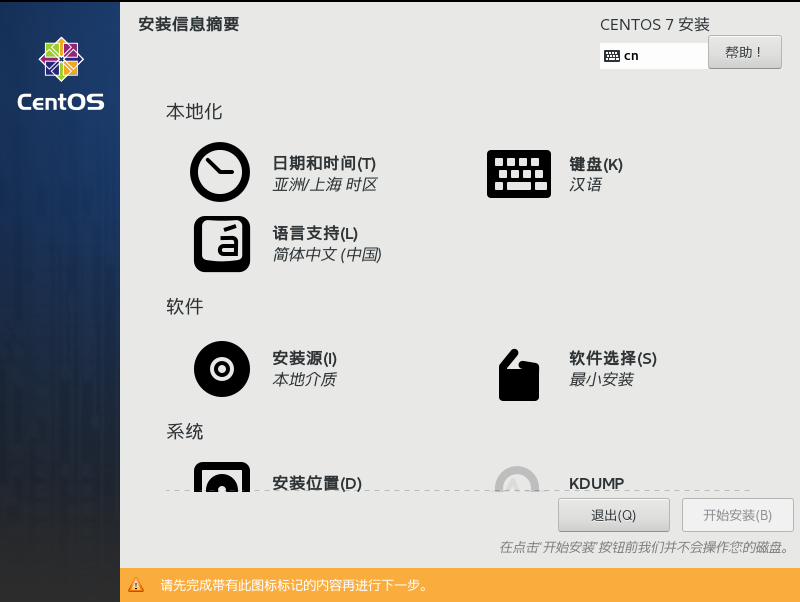 安装信息摘要
CENTOS 7 安装
cn
帮助！
CentOS
本地化
日期和时间(T)
亚洲/上海 时区
键盘(K)
汉语
语言支持(L)
简体中文 (中国)
软件
安装源(I)
本地介质
软件选择(S)
最小安装
系统
安装位置(D)
KDUMP
退出(Q)
开始安装(B)
在点击'开始安装'按钮前我们并不会操作您的磁盘。
请先完成带有此图标标记的内容再进行下一步。